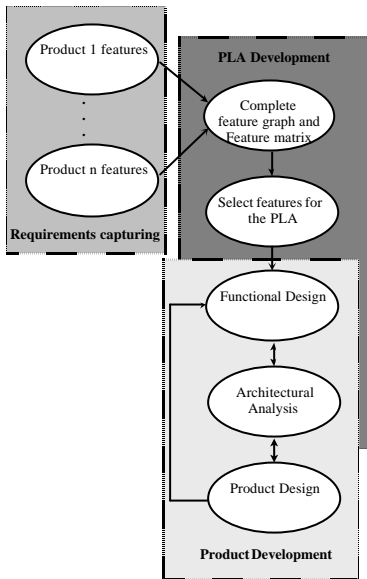 Product 1 features
.
.
.
.
Product n features
Requirements capturing
PLA Development
Complete
feature graph and
Feature matrix
Select features for
the PLA
Functional Design
Architectural
Analysis
Product Design
Product Development